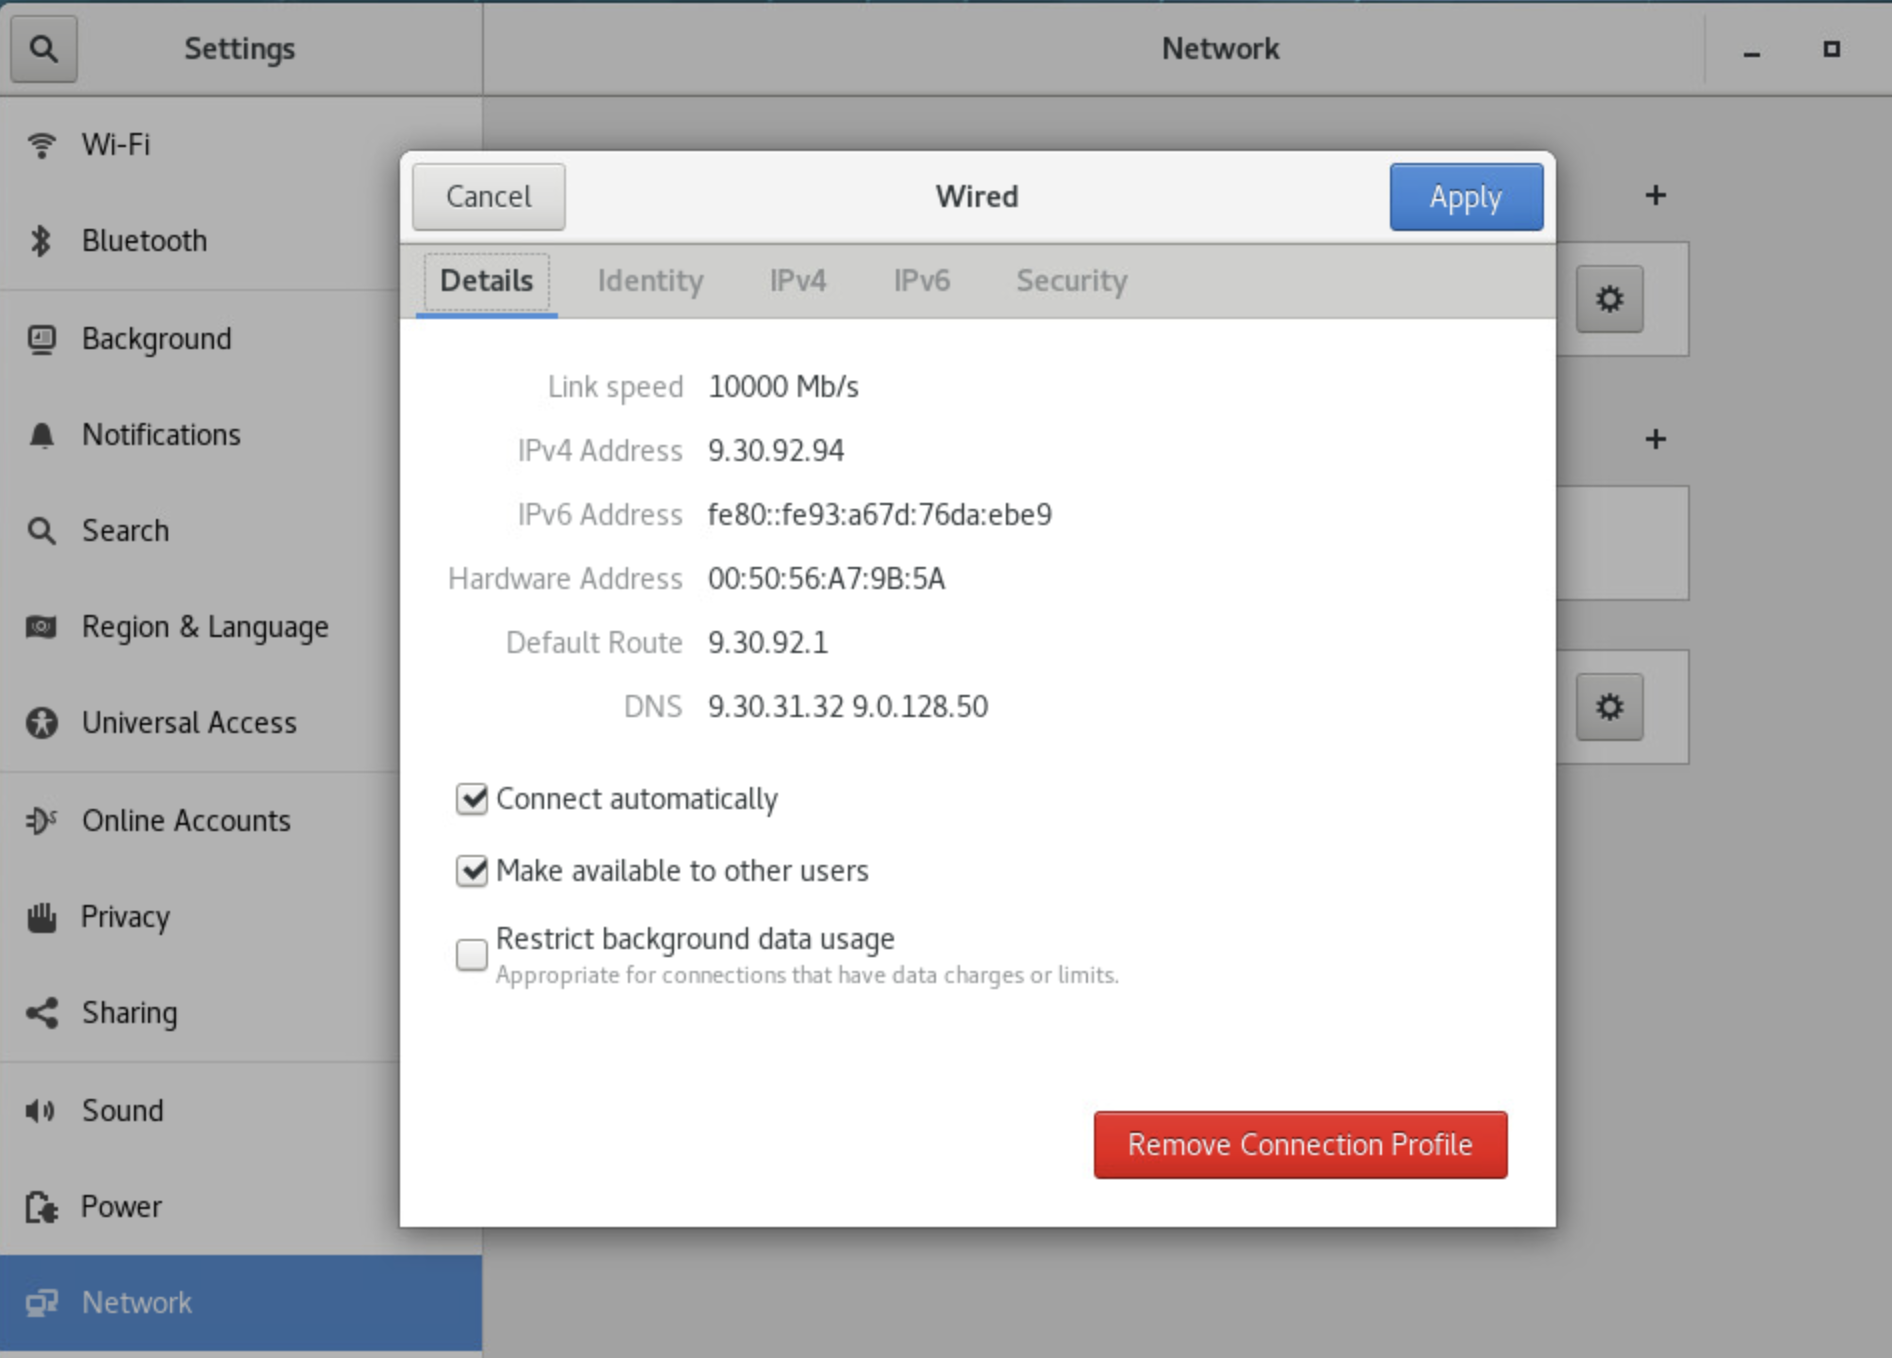 Settings
Network
Wi-Fi
Bluetooth
Background
Notifications
Search
Region & Language
Universal Access
Online Accounts
Privacy
Sharing
Sound
Power
Network
Cancel
Wired
Apply
Details Identity IPv4 IPv6 Security
Link speed 10000 Mb/s
IPv4 Address 9.30.92.94
IPv6 Address fe80::fe93:a67d:76da:ebe9
Hardware Address 00:50:56:A7:9B:5A
Default Route 9.30.92.1
DNS 9.30.31.32 9.0.128.50
Connect automatically
Make available to other users
Restrict background data usage
Appropriate for connections that have data charges or limits.
Remove Connection Profile